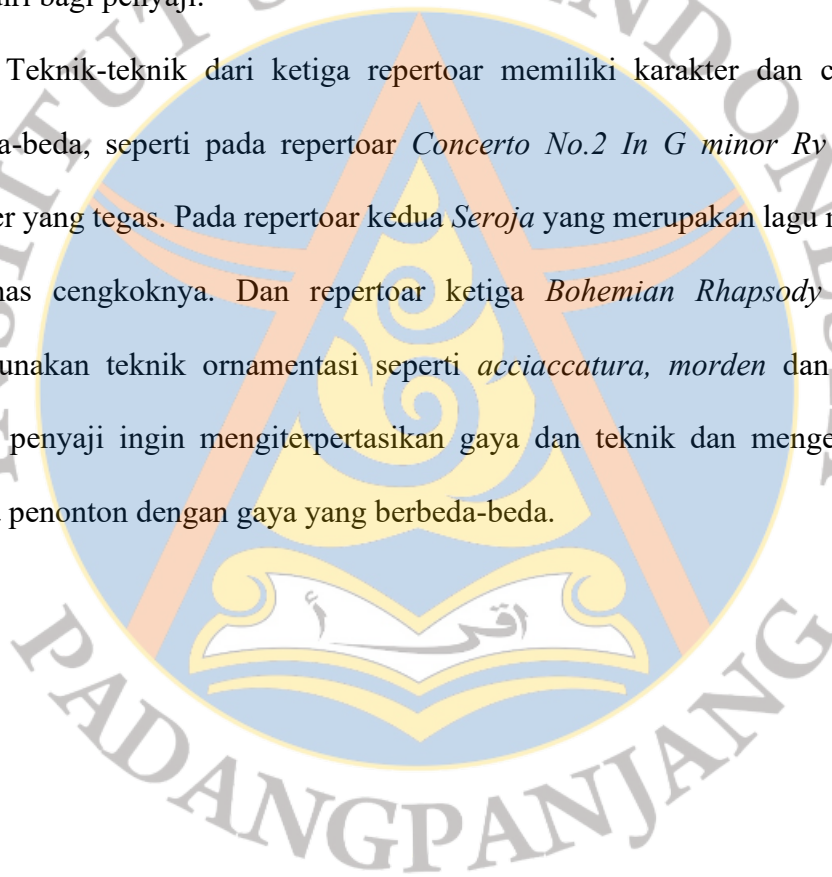 bagi penyaji.
Teknik-teknik dari ketiga repertoar memiliki karakter dan
a-beda, seperti pada repertoar Concerto No.2 In G minor Rv
er yang tegas. Pada repertoar kedua Seroja yang merupakan lagu
has cengkoknya. Dan repertoar ketiga Bohemian Rhapsody
unakan teknik ornamentasi seperti acciaccatura, morden dan
penyaji ingin mengiterpertasikan gaya dan teknik dan menge
penonton dengan gaya yang berbeda-beda.
اقرأ
PADANGPANJANG